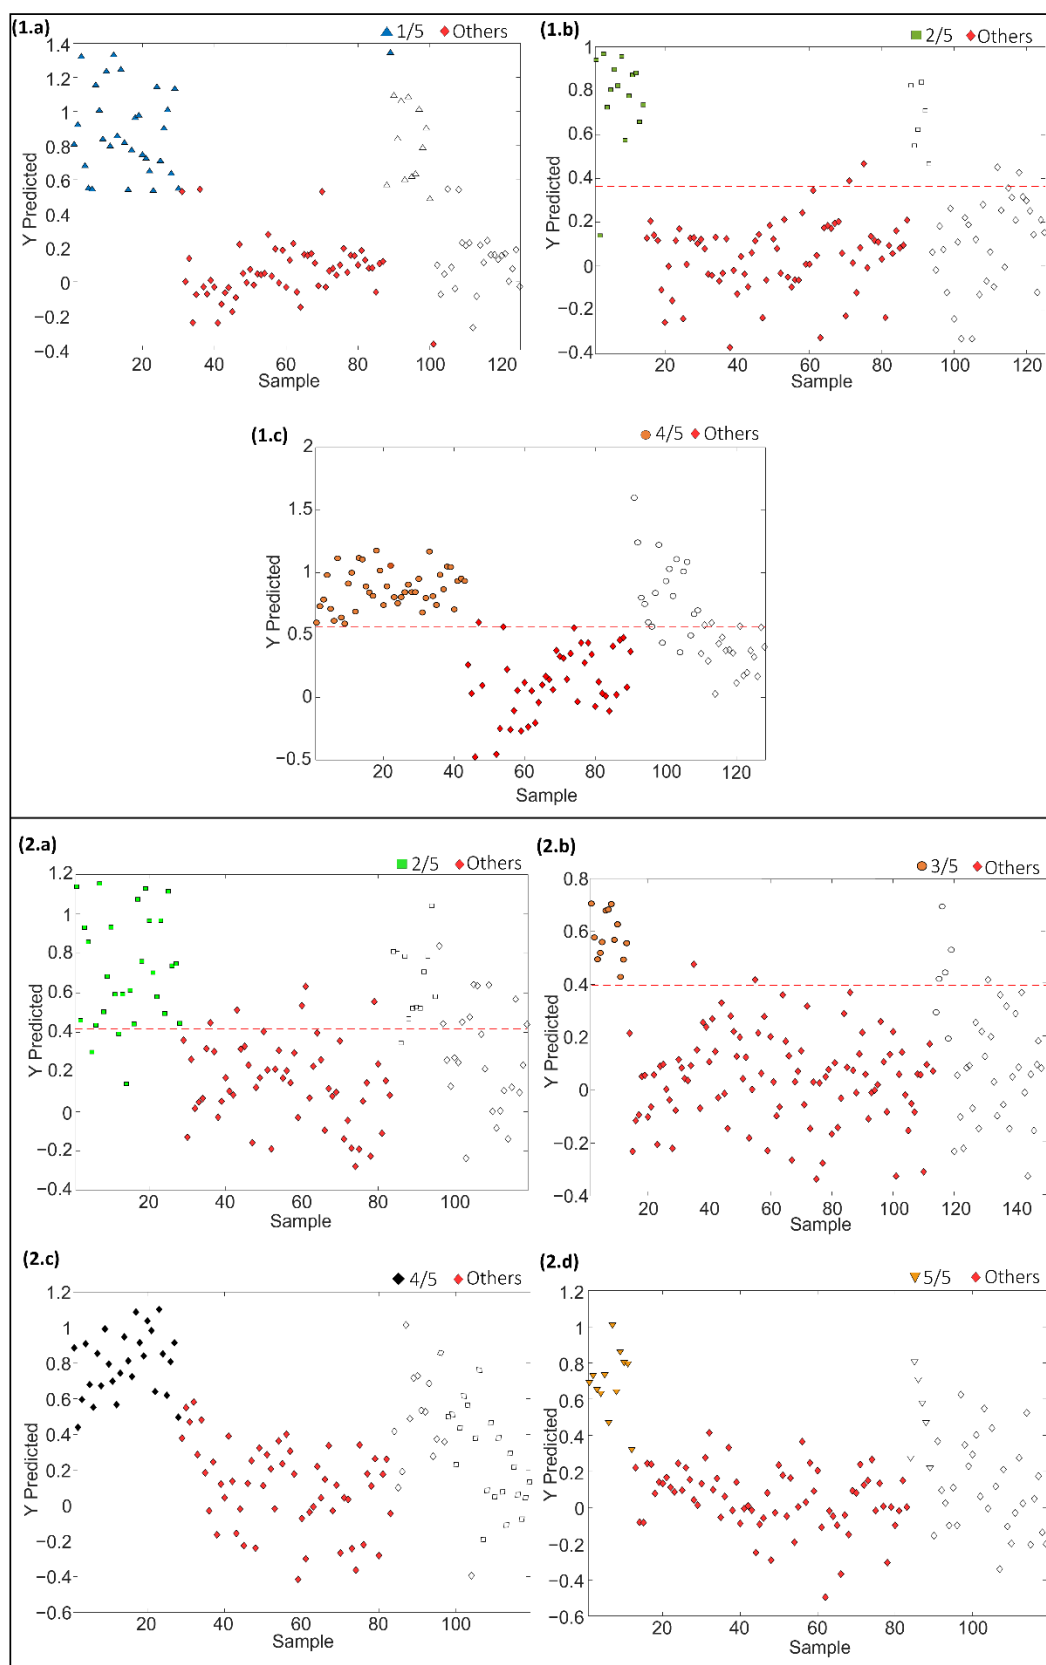 (1.a)
1/5 Others
Y Predicted
1.4
1.2
1
0.8
0.6
0.4
0.2
0
−0.2
−0.4
20 40 60 80 100 120
Sample
(1.b)
2/5 Others
Y Predicted
1
0.8
0.6
0.4
0.2
0
−0.2
−0.4
20 40 60 80 100 120
Sample
(1.c)
4/5 Others
Y Predicted
2
1.5
1
0.5
0
−0.5
20 40 60 80 100 120
Sample
(2.a)
2/5 Others
Y Predicted
1.2
1
0.8
0.6
0.4
0.2
0
−0.2
−0.4
20 40 60 80 100
Sample
(2.b)
3/5 Others
Y Predicted
0.8
0.6
0.4
0.2
0
−0.2
−0.4
20 40 60 80 100 120 140
Sample
(2.c)
4/5 Others
Y Predicted
1.2
1
0.8
0.6
0.4
0.2
0
−0.2
−0.4
−0.6
20 40 60 80 100
Sample
(2.d)
5/5 Others
Y Predicted
1.2
1
0.8
0.6
0.4
0.2
0
−0.2
−0.4
−0.6
20 40 60 80 100
Sample